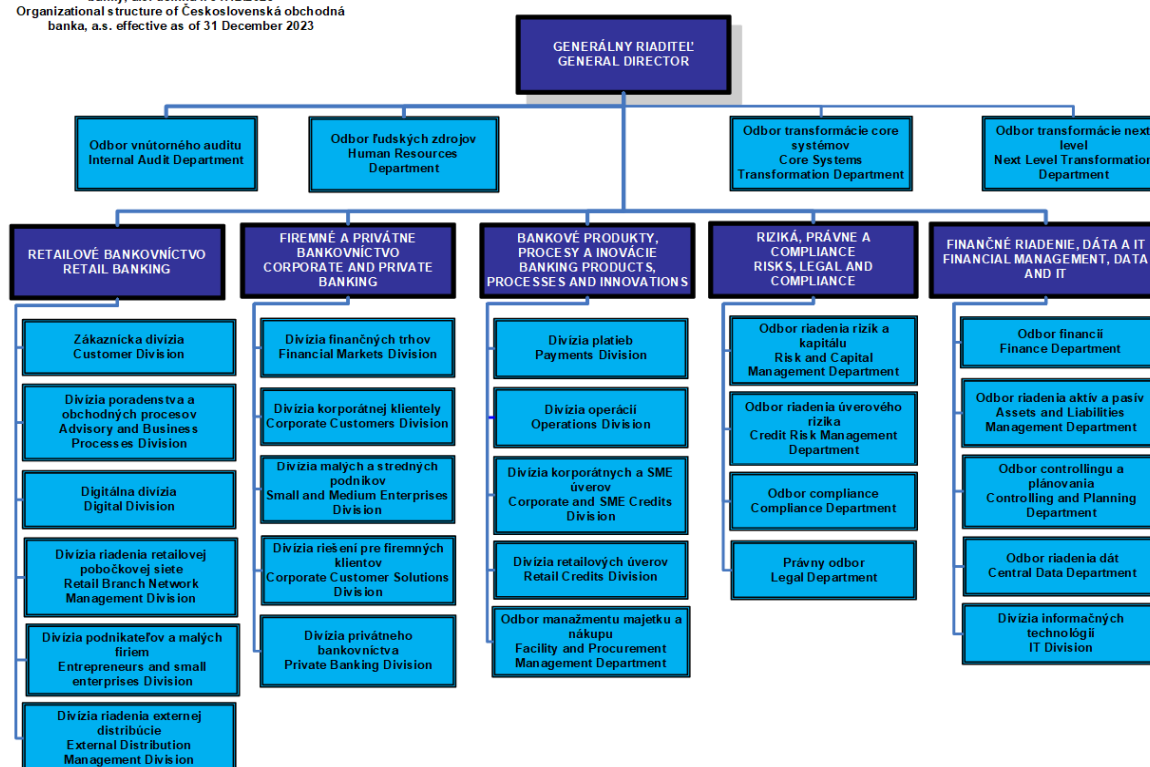 Organizational structure of Československá obchodná
banka, a.s. effective as of 31 December 2023
GENERÁLNY RIADITEĽ
GENERAL DIRECTOR
Odbor vnútorného auditu
Internal Audit Department
Odbor ľudských zdrojov
Human Resources
Department
Odbor transformácie core
systémov
Core Systems
Transformation Department
Odbor transformácie next
level
Next Level Transformation
Department
RETAILOVÉ BANKOVNÍCTVO
RETAIL BANKING
FIREMNÉ A PRIVÁTNE
BANKOVNÍCTVO
CORPORATE AND PRIVATE
BANKING
BANKOVÉ PRODUKTY,
PROCESY A INOVÁCIE
BANKING PRODUCTS,
PROCESSES AND INNOVATIONS
RIZIKÁ, PRÁVNE A
COMPLIANCE
RISKS, LEGAL AND
COMPLIANCE
FINANČNÉ RIADENIE, DÁTA A IT
FINANCIAL MANAGEMENT, DATA
AND IT
Zákaznícka divízia
Customer Division
Divízia poradenstva a
obchodných procesov
Advisory and Business
Processes Division
Digitálna divízia
Digital Division
Divízia riadenia retailovej
pobočkovej siete
Retail Branch Network
Management Division
Divízia podnikateľov a malých
firiem
Entrepreneurs and small
enterprises Division
Divízia riadenia externej
distribúcie
External Distribution
Management Division
Divízia finančných trhov
Financial Markets Division
Divízia korporátnej klientely
Corporate Customers Division
Divízia malých a stredných
podnikov
Small and Medium Enterprises
Division
Divízia riešení pre firemných
klientov
Corporate Customer Solutions
Division
Divízia privátneho
bankovníctva
Private Banking Division
Divízia platieb
Payments Division
Divízia operácií
Operations Division
Divízia korporátnych a SME
úverov
Corporate and SME Credits
Division
Divízia retailových úverov
Retail Credits Division
Odbor manažmentu majetku a
nákupu
Facility and Procurement
Management Department
Odbor riadenia rizík a
kapitálu
Risk and Capital
Management Department
Odbor riadenia úverového
rizika
Credit Risk Management
Department
Odbor compliance
Compliance Department
Právny odbor
Legal Department
Odbor financií
Finance Department
Odbor riadenia aktív a pasív
Assets and Liabilities
Management Department
Odbor controllingu a
plánovania
Controlling and Planning
Department
Odbor riadenia dát
Central Data Department
Divízia informačných
technológií
IT Division